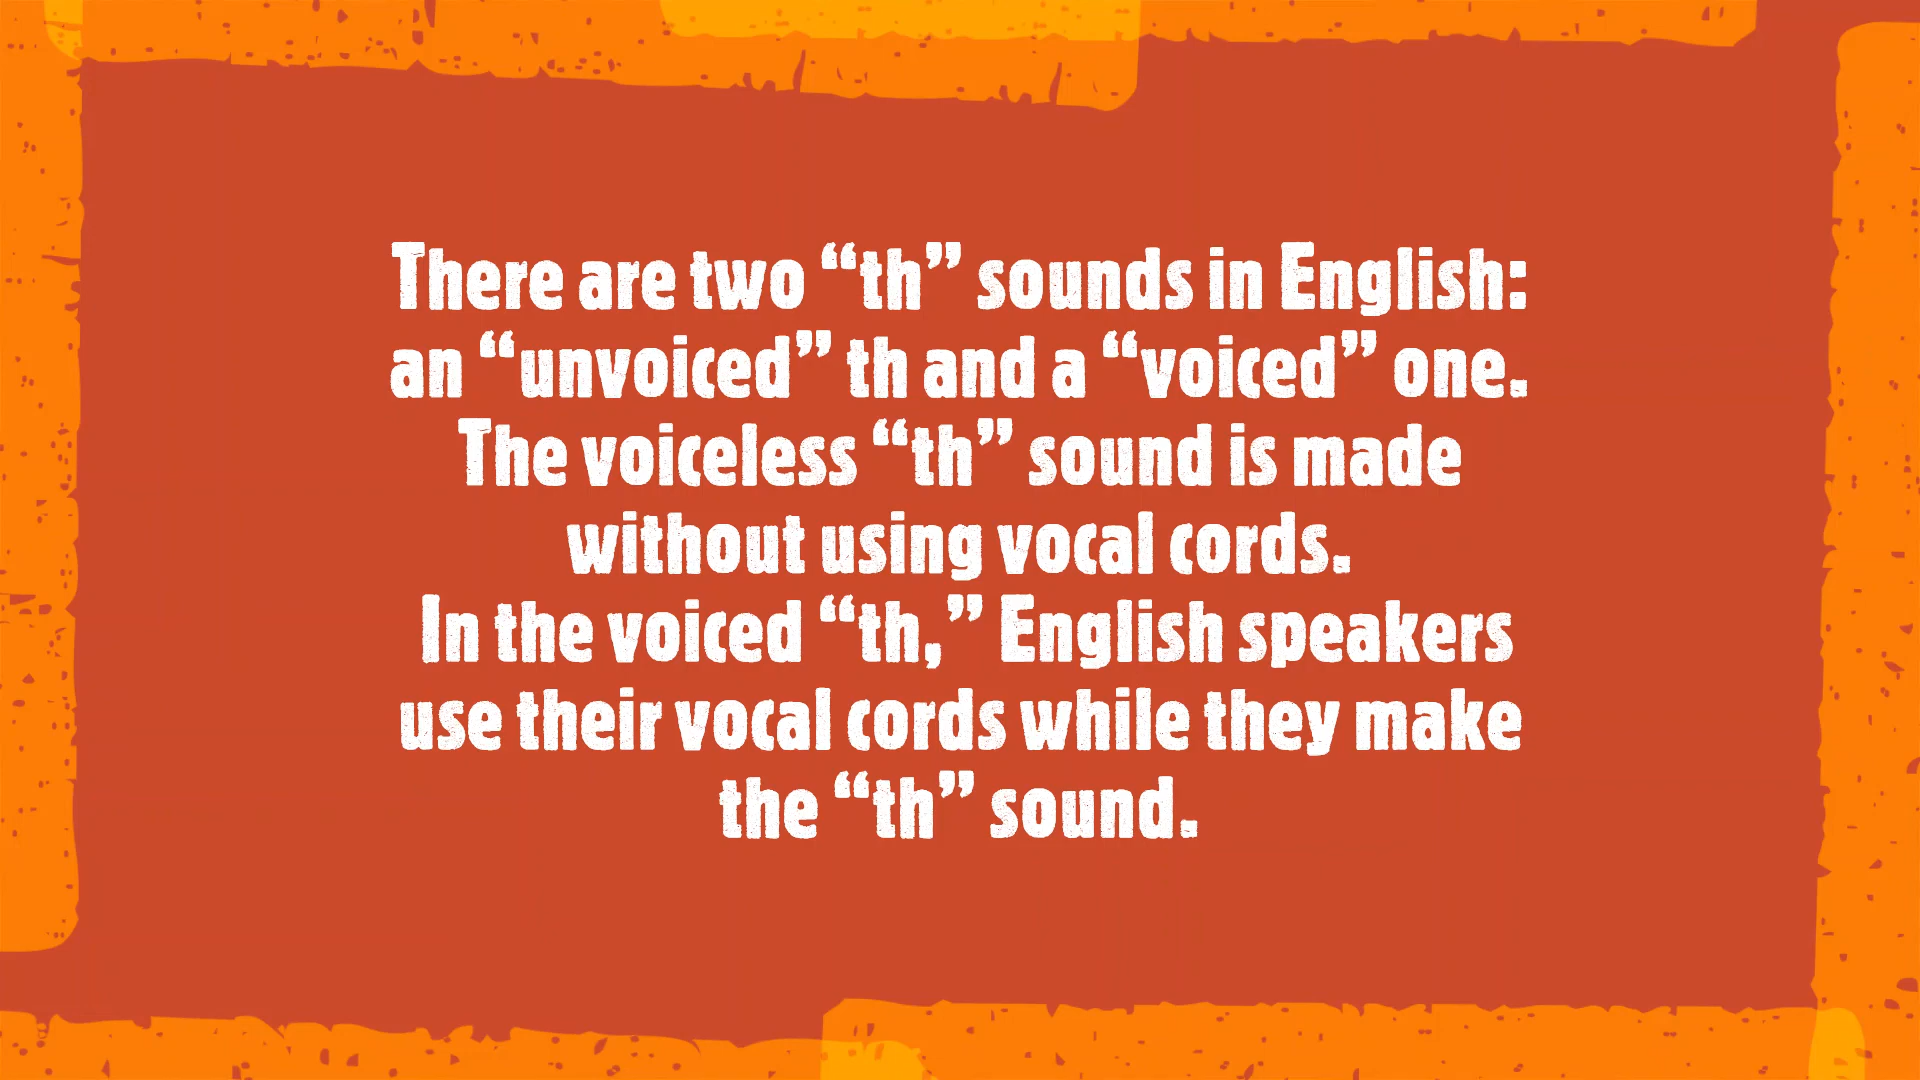 There are two “th” sounds in English:
an “unvoiced” th and a “voiced” one.
The voiceless “th” sound is made
without using vocal cords.
In the voiced “th,” English speakers
use their vocal cords while they make
the “th” sound.